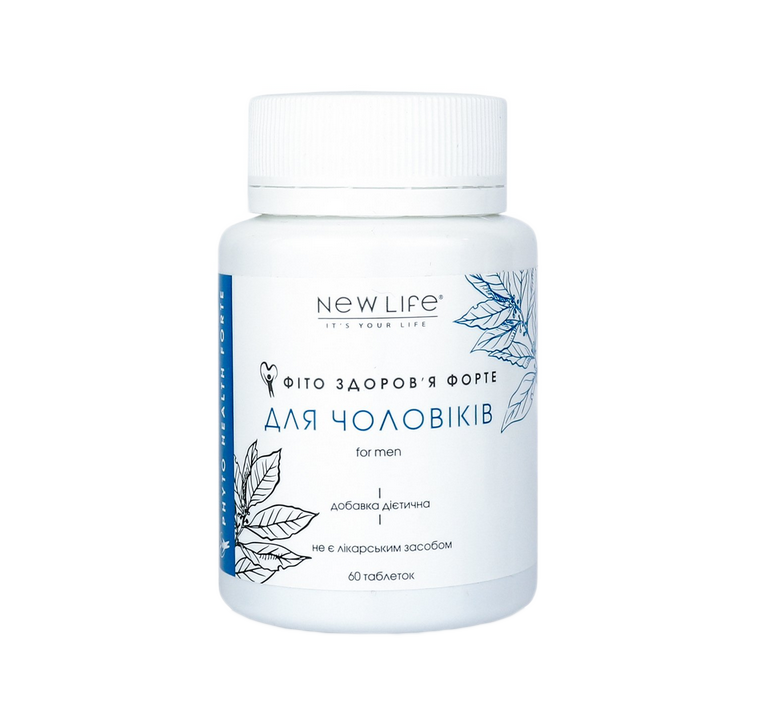 NEW LIFE®
IT'S YOUR LIFE
ФІТО ЗДОРОВ'Я ФОРТЕ
ДЛЯ ЧОЛОВІКІВ
for men
добавка дієтична
не є лікарським засобом
60 таблеток
PHYTO HEALTH FORTE